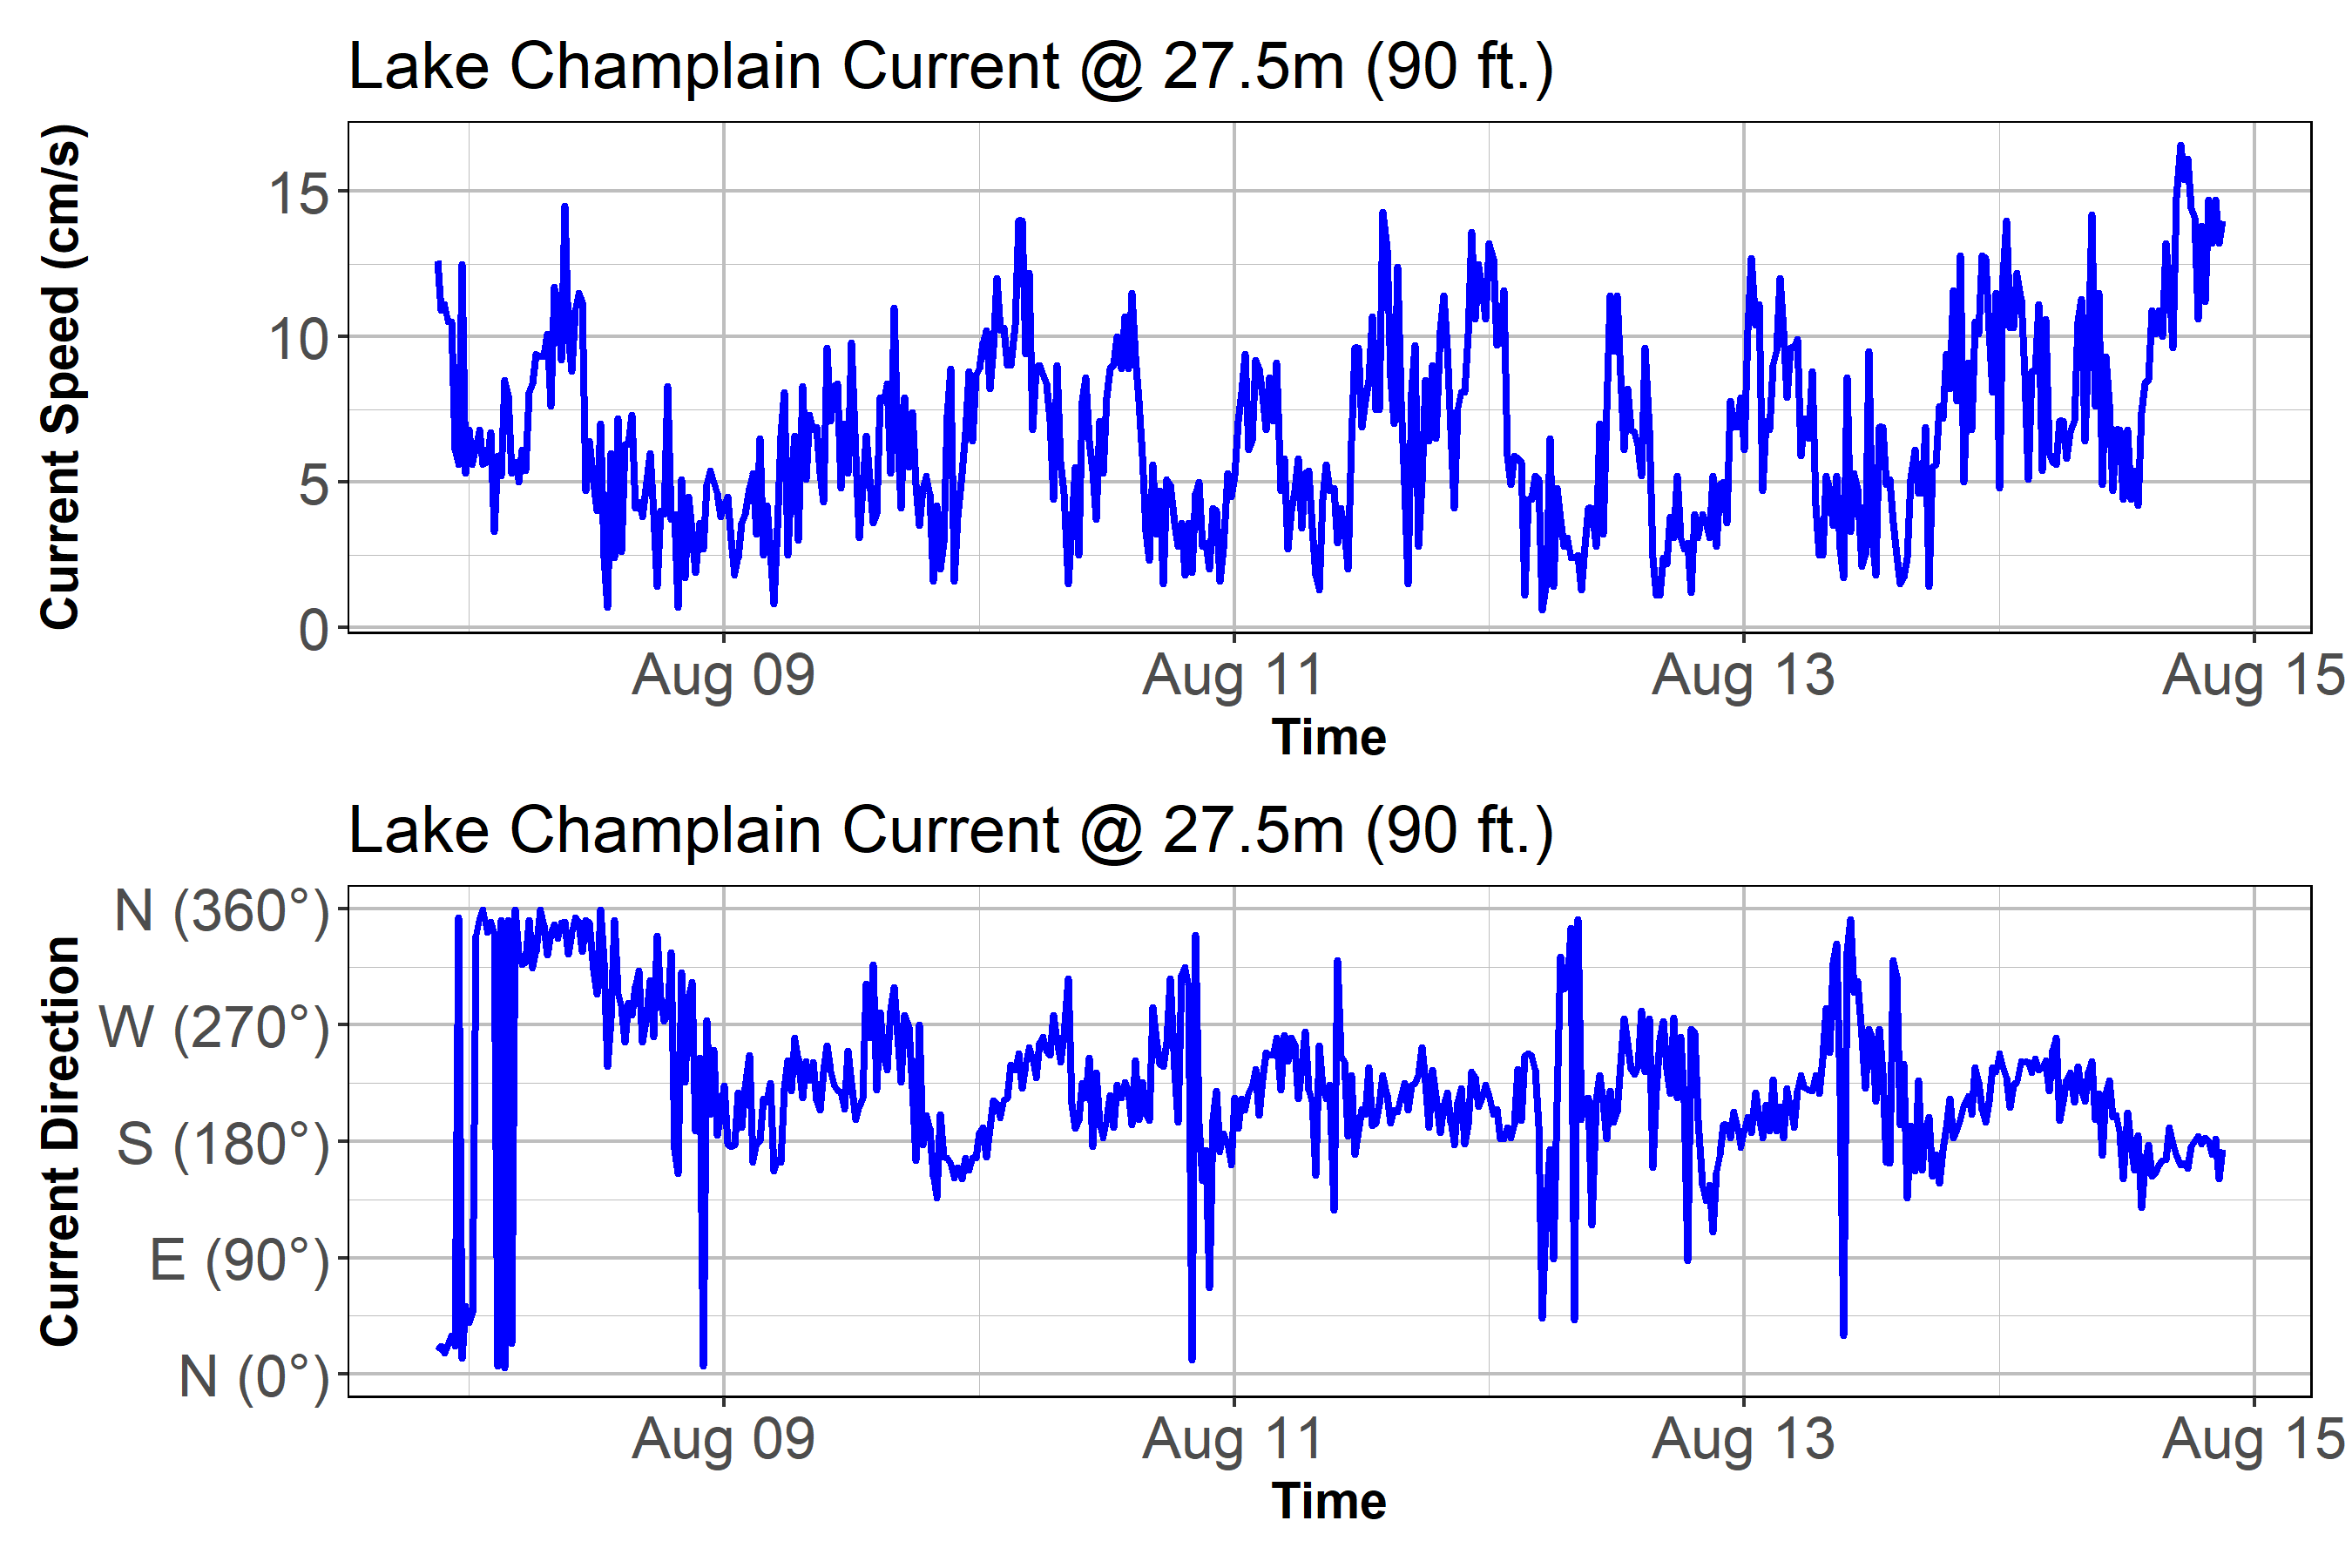 Lake Champlain Current @ 27.5m (90 ft.)
Current Speed (cm/s)
15
10
5
0
Aug 09 Aug 11 Aug 13 Aug 15
Time
Lake Champlain Current @ 27.5m (90 ft.)
Current Direction
N (360°)
W (270°)
S (180°)
E (90°)
N (0°)
Aug 09 Aug 11 Aug 13 Aug 15
Time